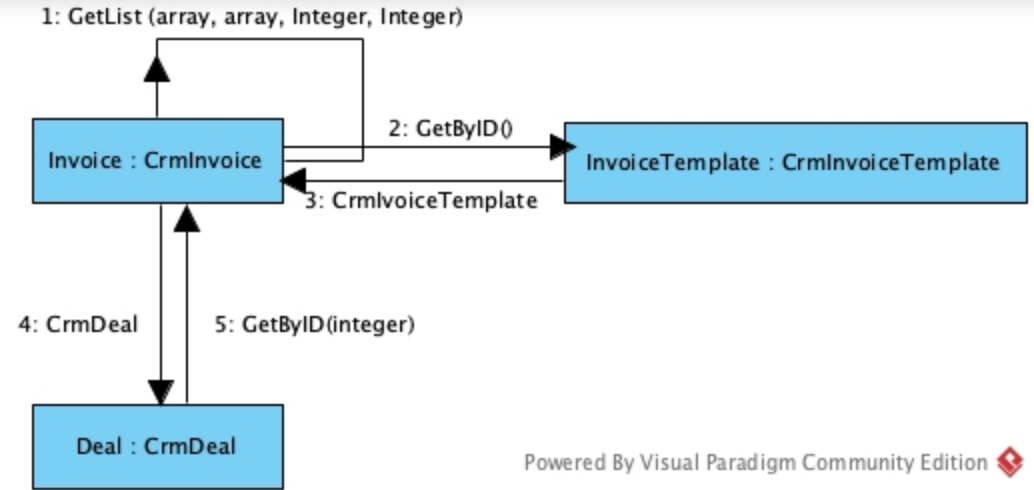 1: GetList (array, array, Integer, Integer)
2: GetByID()
Invoice : CrmInvoice
InvoiceTemplate : CrmInvoiceTemplate
3: CrmIvoiceTemplate
4: CrmDeal
5: GetByID(integer)
Deal : CrmDeal
Powered By Visual Paradigm Community Edition